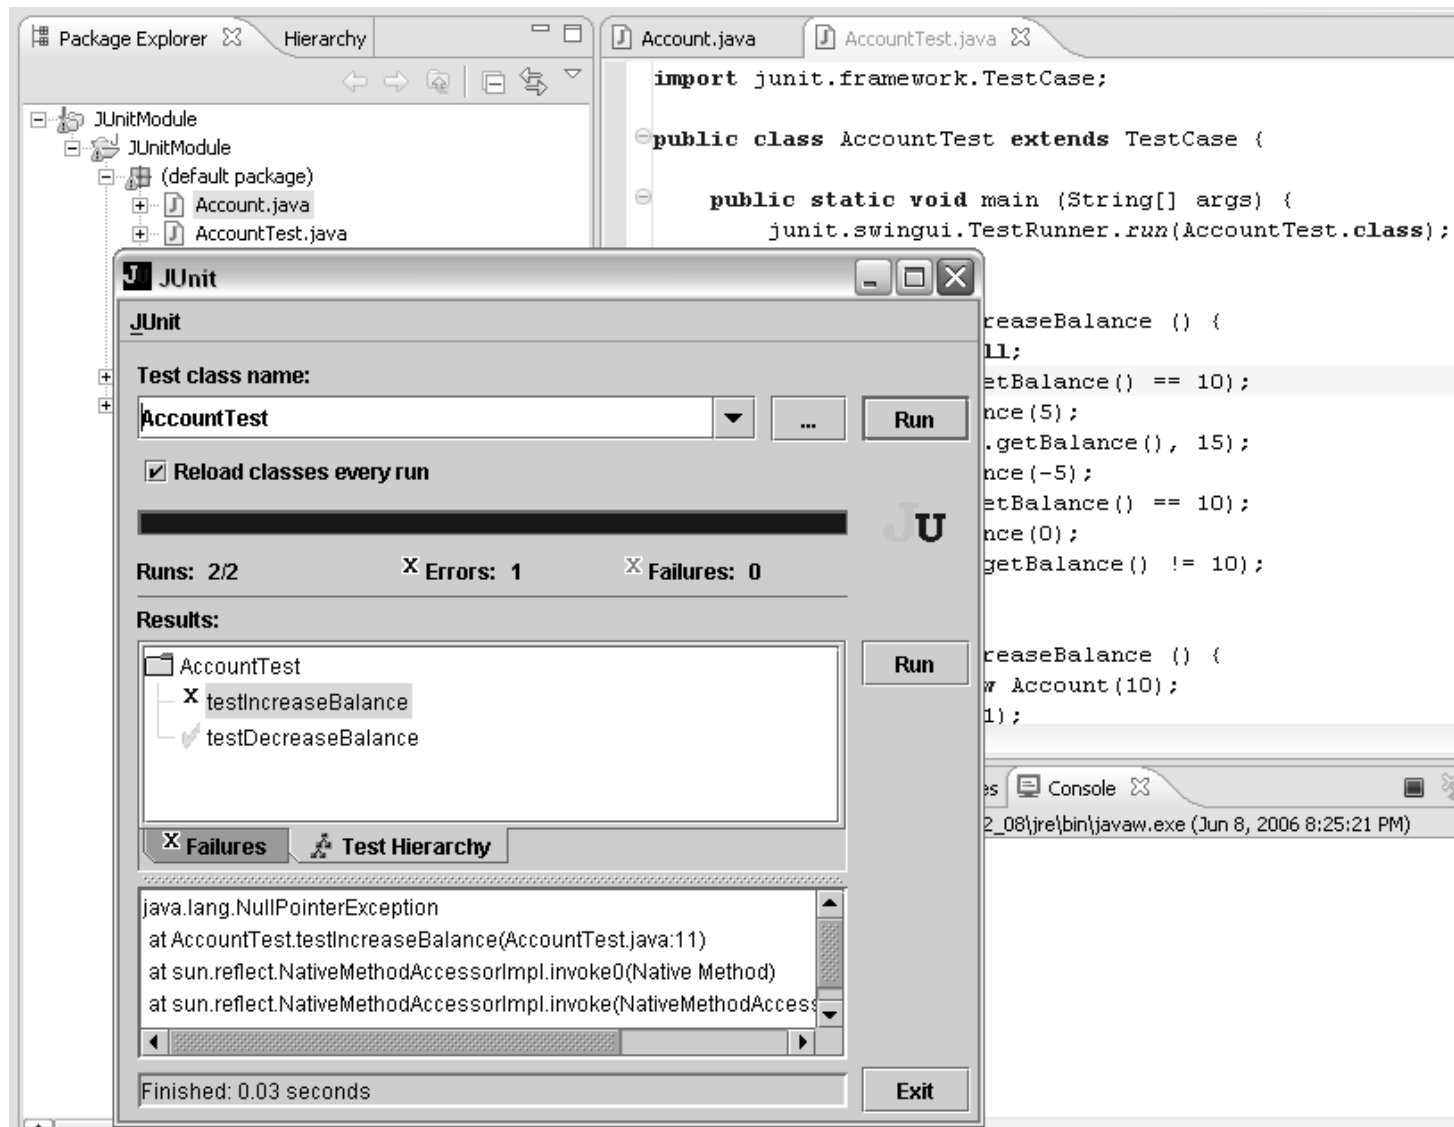 Package Explorer
Hierarchy
JUnitModule
JUnitModule
(default package)
Account.java
AccountTest.java
Account.java
AccountTest.java
import junit.framework.TestCase;
public class AccountTest extends TestCase {
public static void main (String[] args) {
junit.swingui.TestRunner.run(AccountTest.class);
reaseBalance () {
ll;
etBalance() == 10);
nce(5);
.getBalance(), 15);
nce(-5);
etBalance() == 10);
nce(0);
getBalance() != 10);
reaseBalance () {
w Account(10);
1);
JU JUnit
JUnit
Test class name:
AccountTest
...
Run
Reload classes every run
JU
Runs: 2/2
X Errors: 1
X Failures: 0
Results:
AccountTest
X testIncreaseBalance
testDecreaseBalance
Run
X Failures
Test Hierarchy
java.lang.NullPointerException
at AccountTest.testIncreaseBalance(AccountTest.java:11)
at sun.reflect.NativeMethodAccessorImpl.invoke0(Native Method)
at sun.reflect.NativeMethodAccessorImpl.invoke(NativeMethodAccess
Finished: 0.03 seconds
Exit
es
Console
2_08\jre\bin\javaw.exe (Jun 8, 2006 8:25:21 PM)